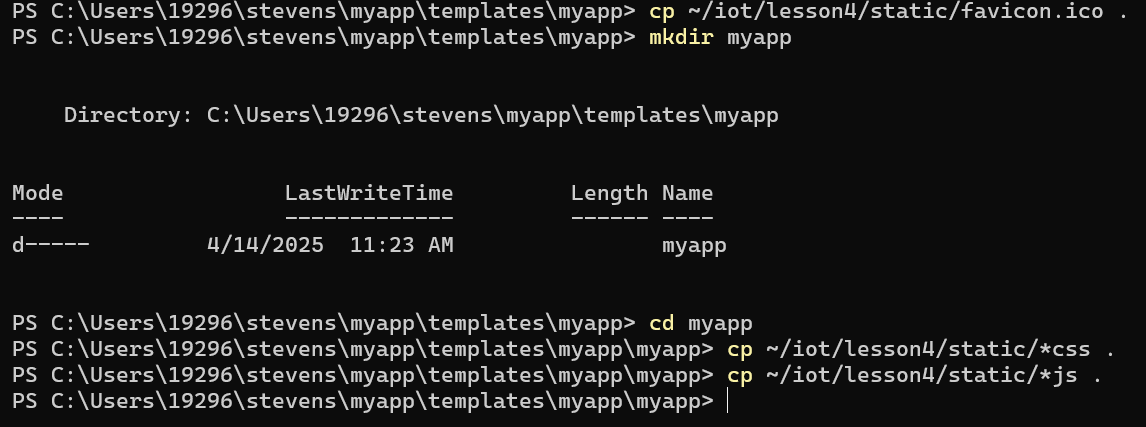 PS C:\Users\19296\stevens\myapp\templates\myapp> cp ~/iot/lesson4/static/favicon.ico .
PS C:\Users\19296\stevens\myapp\templates\myapp> mkdir myapp
Directory: C:\Users\19296\stevens\myapp\templates\myapp
Mode                 LastWriteTime         Length Name
----                 -------------         ------ ----
d-----         4/14/2025  11:23 AM                myapp
PS C:\Users\19296\stevens\myapp\templates\myapp> cd myapp
PS C:\Users\19296\stevens\myapp\templates\myapp\myapp> cp ~/iot/lesson4/static/*css .
PS C:\Users\19296\stevens\myapp\templates\myapp\myapp> cp ~/iot/lesson4/static/*js .
PS C:\Users\19296\stevens\myapp\templates\myapp\myapp>